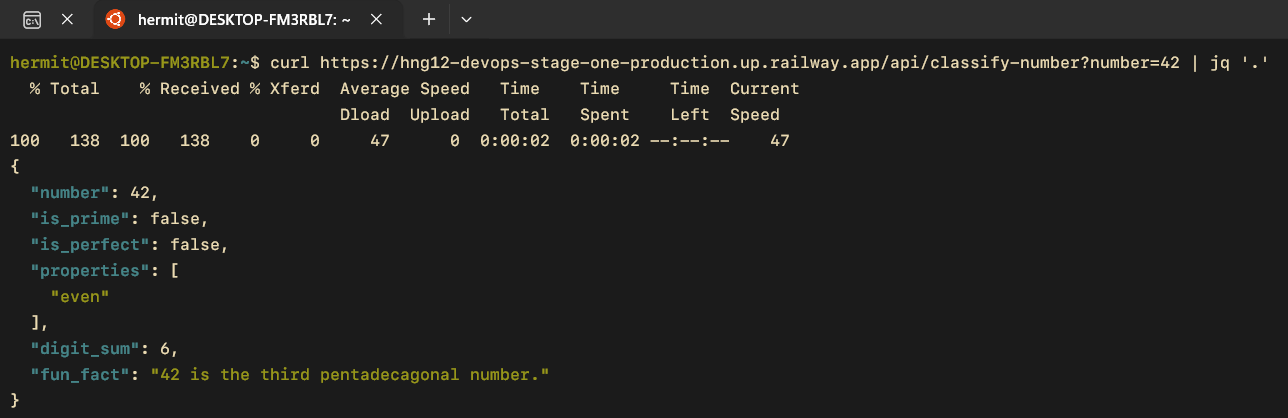 hermit@DESKTOP-FM3RBL7: ~
hermit@DESKTOP-FM3RBL7:~$ curl https://hng12-devops-stage-one-production.up.railway.app/api/classify-number?number=42 | jq '.'
  % Total    % Received % Xferd  Average Speed   Time    Time     Time  Current
                                 Dload  Upload   Total   Spent    Left  Speed
100   138  100   138    0     0     47      0  0:00:02  0:00:02 --:--:--    47
{
  "number": 42,
  "is_prime": false,
  "is_perfect": false,
  "properties": [
    "even"
  ],
  "digit_sum": 6,
  "fun_fact": "42 is the third pentadecagonal number."
}